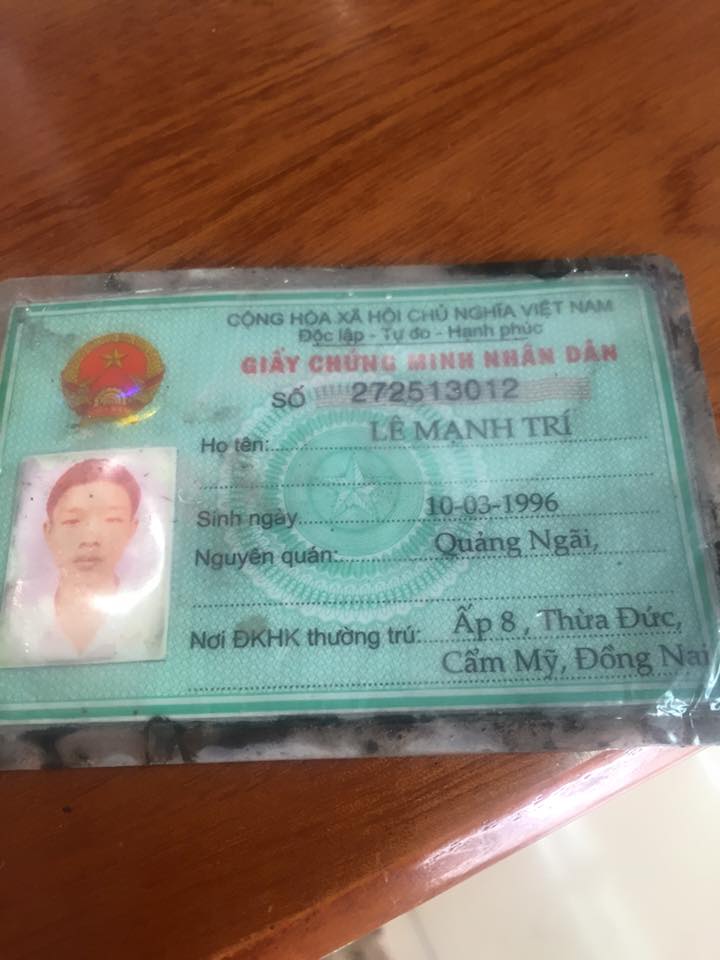 CỘNG HÒA XÃ HỘI CHỦ NGHĨA VIỆT NAM
Độc lập - Tự do - Hạnh phúc
GIẤY CHỨNG MINH NHÂN DÂN
SỐ 272513012
Họ tên: LÊ MẠNH TRÍ
Sinh ngày 10-03-1996
Nguyên quán: Quảng Ngãi,
Nơi ĐKHK thường trú: Ấp 8 , Thừa Đức,
Cẩm Mỹ, Đồng Nai